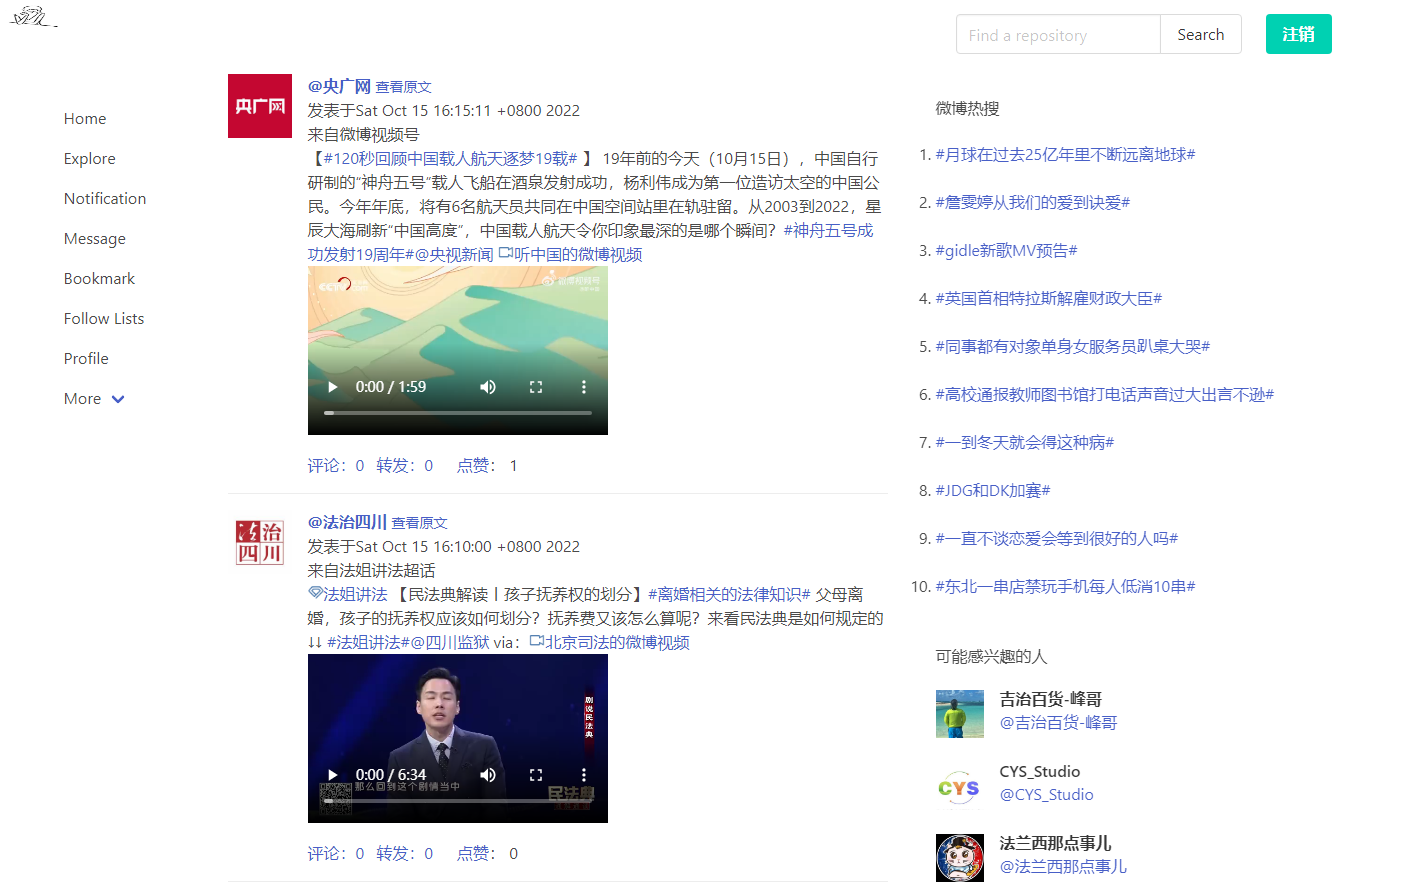 Find a repository
Search
注销
Home
Explore
Notification
Message
Bookmark
Follow Lists
Profile
More
央广网
@央广网 查看原文
发表于Sat Oct 15 16:15:11 +0800 2022
来自微博视频号
【#120秒回顾中国载人航天逐梦19载# 】 19年前的今天（10月15日），中国自行
研制的“神舟五号”载人飞船在酒泉发射成功，杨利伟成为第一位造访太空的中国公
民。今年年底，将有6名航天员共同在中国空间站里在轨驻留。从2003到2022，星
辰大海刷新“中国高度”，中国载人航天令你印象最深的是哪个瞬间？#神舟五号成
功发射19周年#@央视新闻 听中国的微博视频
0:00 / 1:59
评论：0 转发：0 点赞： 1
法治
四川
@法治四川 查看原文
发表于Sat Oct 15 16:10:00 +0800 2022
来自法姐讲法超话
法姐讲法 【民法典解读丨孩子抚养权的划分】#离婚相关的法律知识# 父母离
婚，孩子的抚养权应该如何划分？抚养费又该怎么算呢？来看民法典是如何规定的
↓↓ #法姐讲法#@四川监狱 via：北京司法的微博视频
剧说民法典
0:00 / 6:34
那么回到这个剧情当中
民法典
评论：0 转发：0 点赞： 0
微博热搜
1. #月球在过去25亿年里不断远离地球#
2. #詹雯婷从我们的爱到诀爱#
3. #gidle新歌MV预告#
4. #英国首相特拉斯解雇财政大臣#
5. #同事都有对象单身女服务员趴桌大哭#
6. #高校通报教师图书馆打电话声音过大出言不逊#
7. #一到冬天就会得这种病#
8. #JDG和DK加赛#
9. #一直不谈恋爱会等到很好的人吗#
10. #东北一串店禁玩手机每人低消10串#
可能感兴趣的人
吉治百货-峰哥
@吉治百货-峰哥
CYS
CYS_Studio
@CYS_Studio
法兰西那点事儿
@法兰西那点事儿